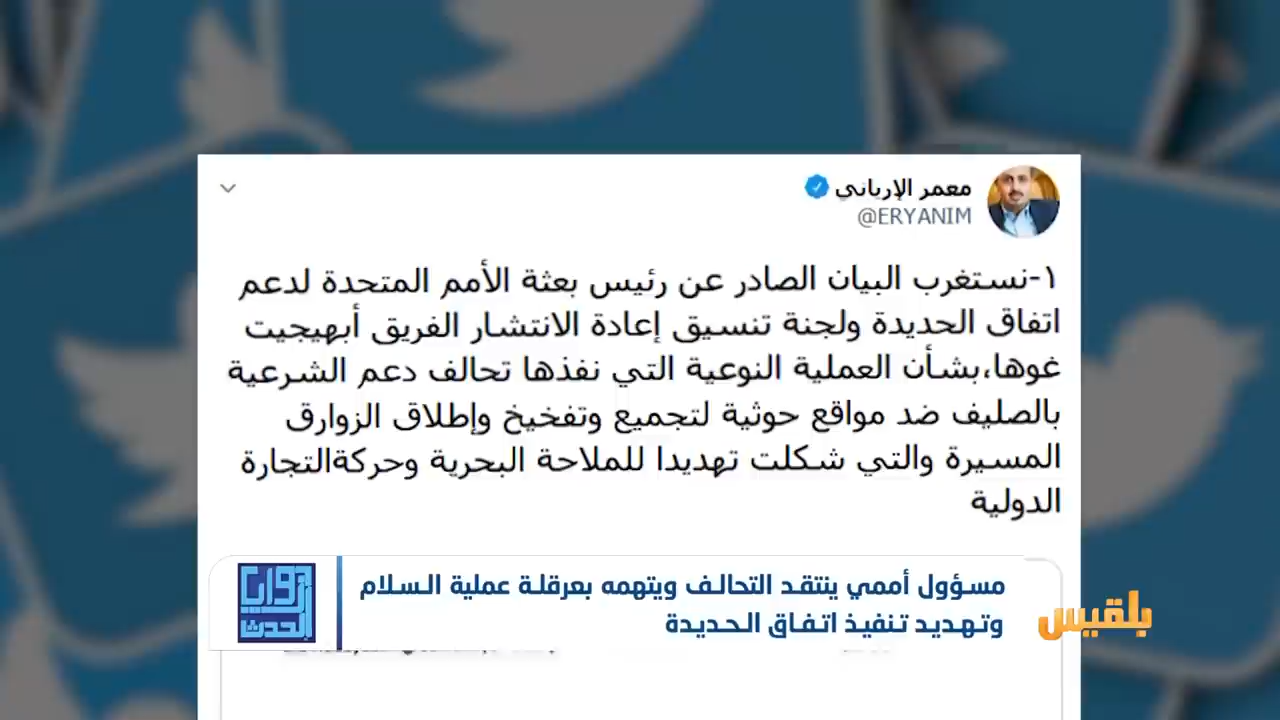 معمر الإرياني
@ERYANIM
١-نستغرب البيان الصادر عن رئيس بعثة الأمم المتحدة لدعم
اتفاق الحديدة ولجنة تنسيق إعادة الانتشار الفريق أبهيجيت
غوها،بشأن العملية النوعية التي نفذها تحالف دعم الشرعية
بالصليف ضد مواقع حوثية لتجميع وتفخيخ وإطلاق الزوارق
المسيرة والتي شكلت تهديدا للملاحة البحرية وحركةالتجارة
الدولية
زوايا
الحدث
مسؤول أممي ينتقد التحالف ويتهمه بعرقلة عملية السلام
وتهديد تنفيذ اتفاق الحديدة
بلقيس